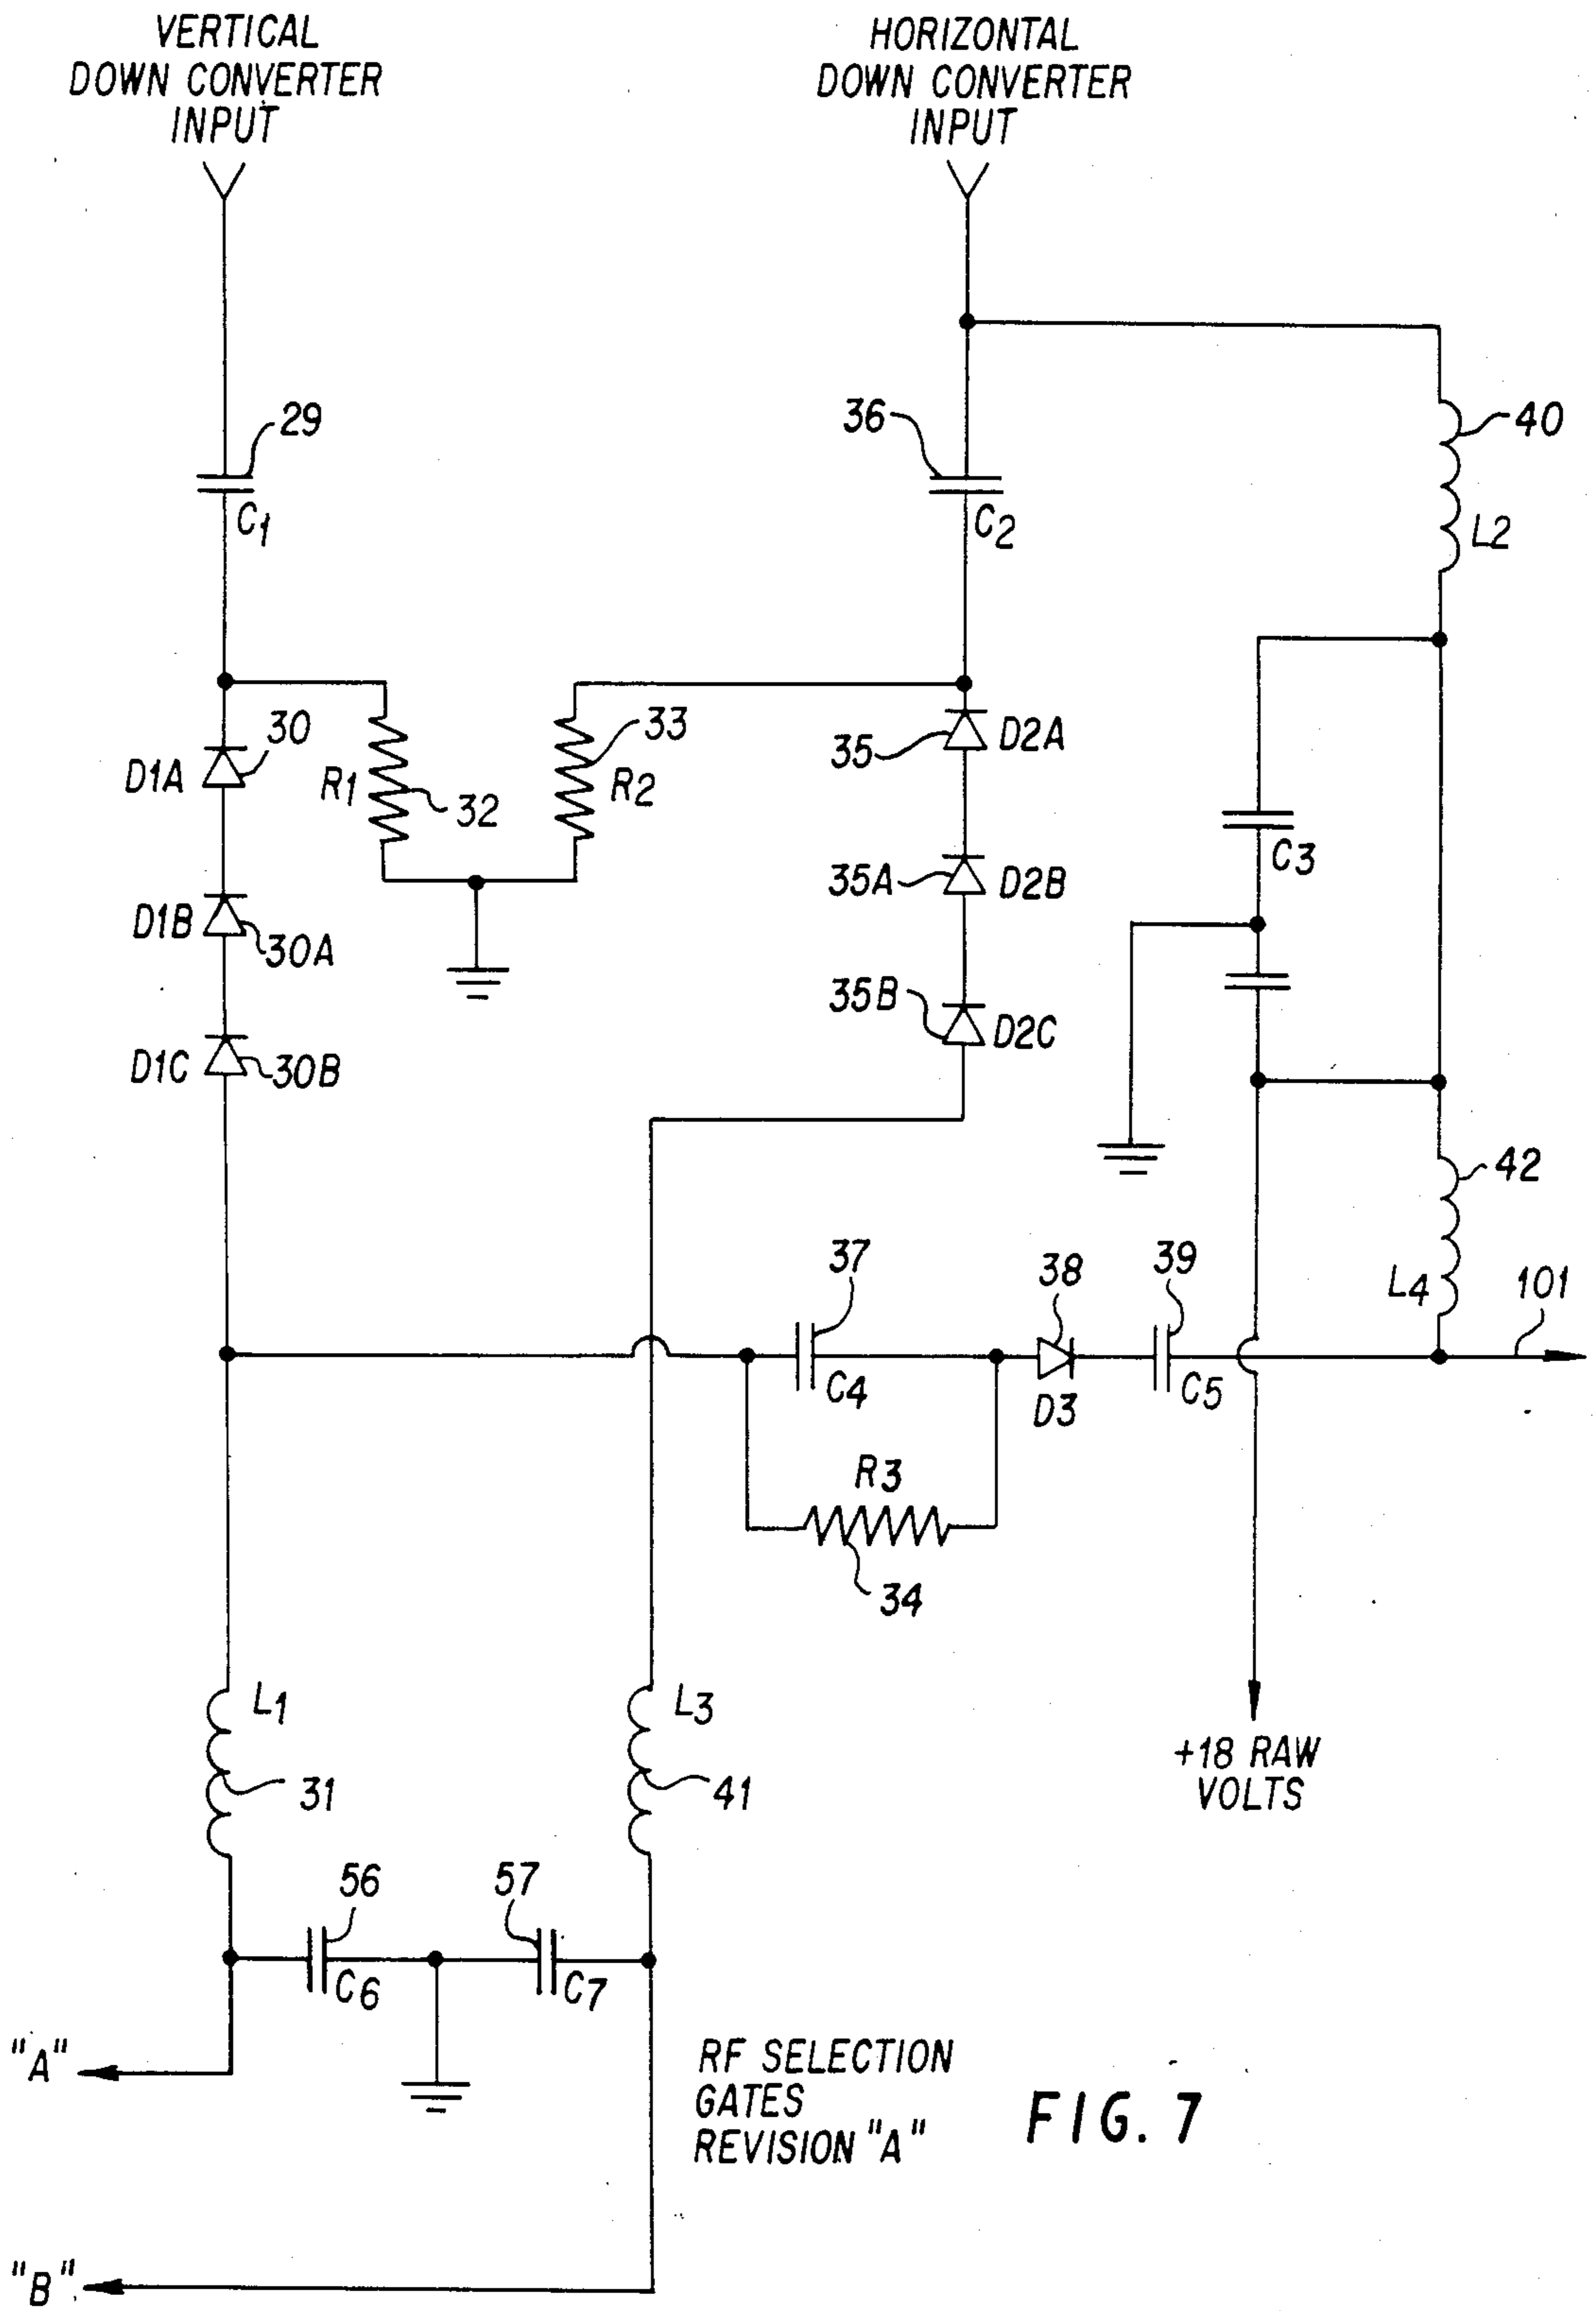 VERTICAL
DOWN CONVERTER
INPUT
HORIZONTAL
DOWN CONVERTER
INPUT
29
C1
36
C2
40
L2
30
D1A
R1
32
33
R2
35
D2A
D1B
30A
35A
D2B
C3
D1C
30B
35B
D2C
42
37
38
39
L4
101
C4
D3
C5
R3
34
L1
31
L3
41
+18 RAW
VOLTS
56
57
C6
C7
"A"
RF SELECTION
GATES
REVISION "A"
FIG. 7
"B"